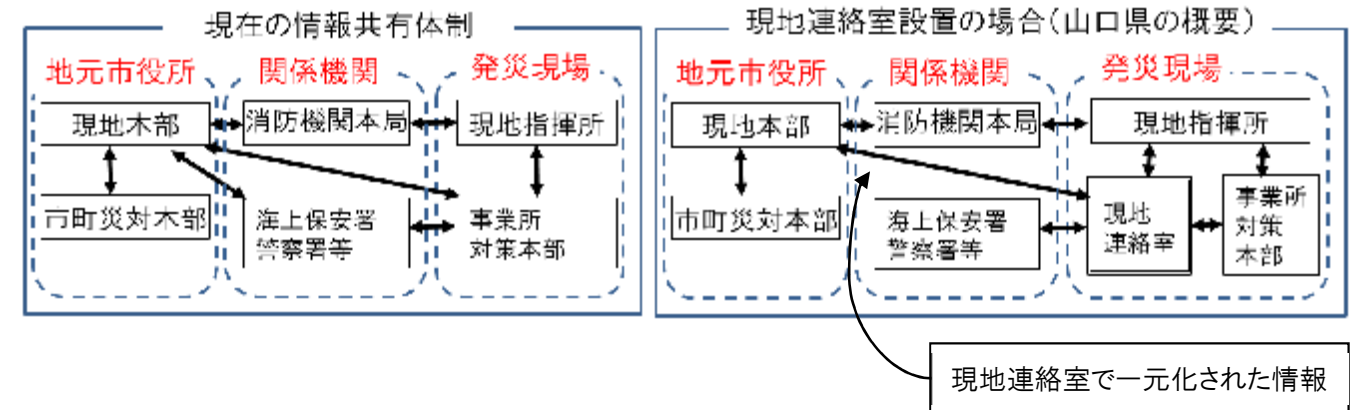 現在の情報共有体制
地元市役所
関係機関
発災現場
現地本部
消防機関本局
現地指揮所
市町災対本部
海上保安署
警察署等
事業所
対策本部
現地連絡室設置の場合(山口県の概要)
地元市役所
関係機関
発災現場
現地本部
消防機関本局
現地指揮所
市町災対本部
海上保安署
警察署等
現地
連絡室
事業所
対策
本部
現地連絡室で一元化された情報